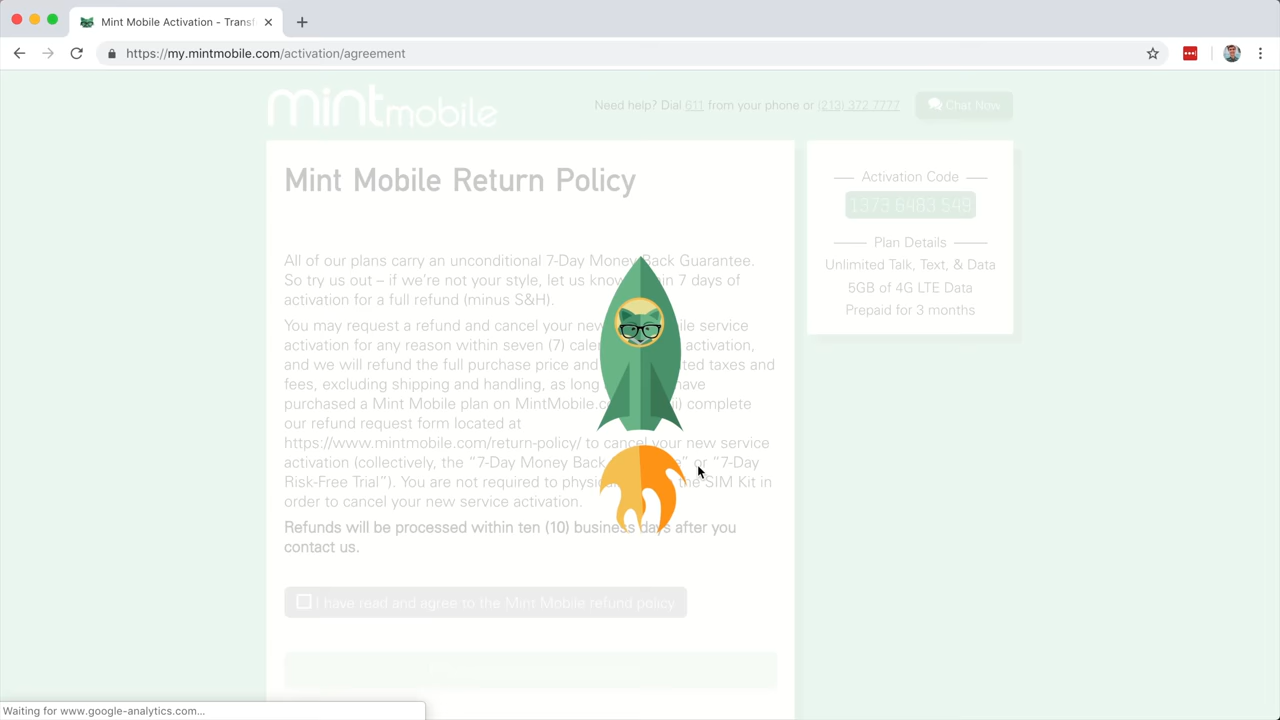 Mint Mobile Activation - Trans
https://my.mintmobile.com/activation/agreement
mintmobile
Need help? Dial 611 from your phone or (213) 372-7777
Chat Now
Mint Mobile Return Policy
All of our plans carry an unconditional 7-Day Money Back Guarantee.
So try us out – if we're not your style, let us know in 7 days of
activation for a full refund (minus S&H).
You may request a refund and cancel your new ile service
activation for any reason within seven (7) cale activation,
and we will refund the full purchase price and ted taxes and
fees, excluding shipping and handling, as long have
purchased a Mint Mobile plan on MintMobile.c i) complete
our refund request form located at
https://www.mintmobile.com/return-policy/ to cancel your new service
activation (collectively, the “7-Day Money Back e” or “7-Day
Risk-Free Trial”). You are not required to physi the SIM Kit in
order to cancel your new service activation.
Refunds will be processed within ten (10) business days after you
contact us.
I have read and agree to the Mint Mobile refund policy
Activation Code
1373 6483 549
Plan Details
Unlimited Talk, Text, & Data
5GB of 4G LTE Data
Prepaid for 3 months
Waiting for www.google-analytics.com...